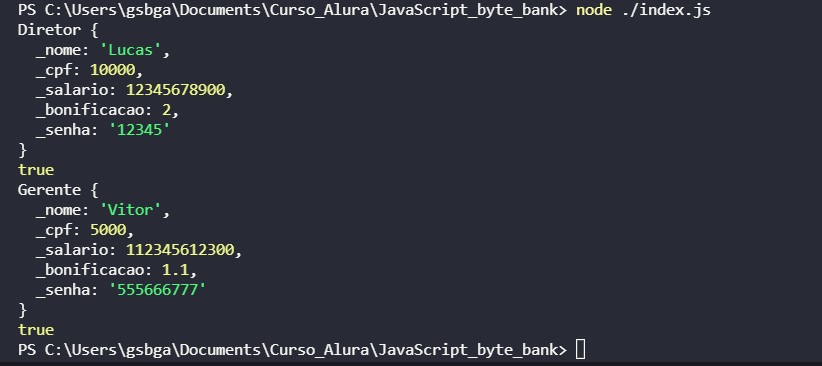 PS C:\Users\gsbga\Documents\Curso_Alura\JavaScript_byte_bank> node ./index.js
Diretor {
  _nome: 'Lucas',
  _cpf: 10000,
  _salario: 12345678900,
  _bonificacao: 2,
  _senha: '12345'
}
true
Gerente {
  _nome: 'Vitor',
  _cpf: 5000,
  _salario: 112345612300,
  _bonificacao: 1.1,
  _senha: '555666777'
}
true
PS C:\Users\gsbga\Documents\Curso_Alura\JavaScript_byte_bank>